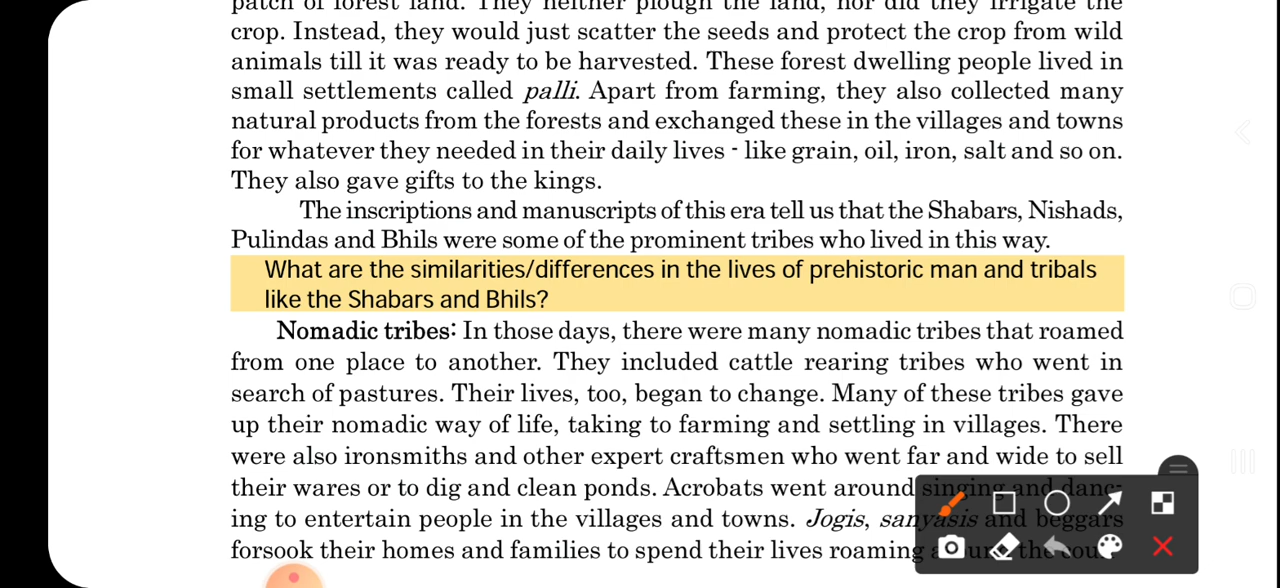 patch of forest land. They neither plough the land, nor did they irrigate the
crop. Instead, they would just scatter the seeds and protect the crop from wild
animals till it was ready to be harvested. These forest dwelling people lived in
small settlements called palli. Apart from farming, they also collected many
natural products from the forests and exchanged these in the villages and towns
for whatever they needed in their daily lives - like grain, oil, iron, salt and so on.
They also gave gifts to the kings.
The inscriptions and manuscripts of this era tell us that the Shabars, Nishads,
Pulindas and Bhils were some of the prominent tribes who lived in this way.
What are the similarities/differences in the lives of prehistoric man and tribals
like the Shabars and Bhils?
Nomadic tribes: In those days, there were many nomadic tribes that roamed
from one place to another. They included cattle rearing tribes who went in
search of pastures. Their lives, too, began to change. Many of these tribes gave
up their nomadic way of life, taking to farming and settling in villages. There
were also ironsmiths and other expert craftsmen who went far and wide to sell
their wares or to dig and clean ponds. Acrobats went around singing and danc-
ing to entertain people in the villages and towns. Jogis, sanyasis and beggars
forsook their homes and families to spend their lives roaming